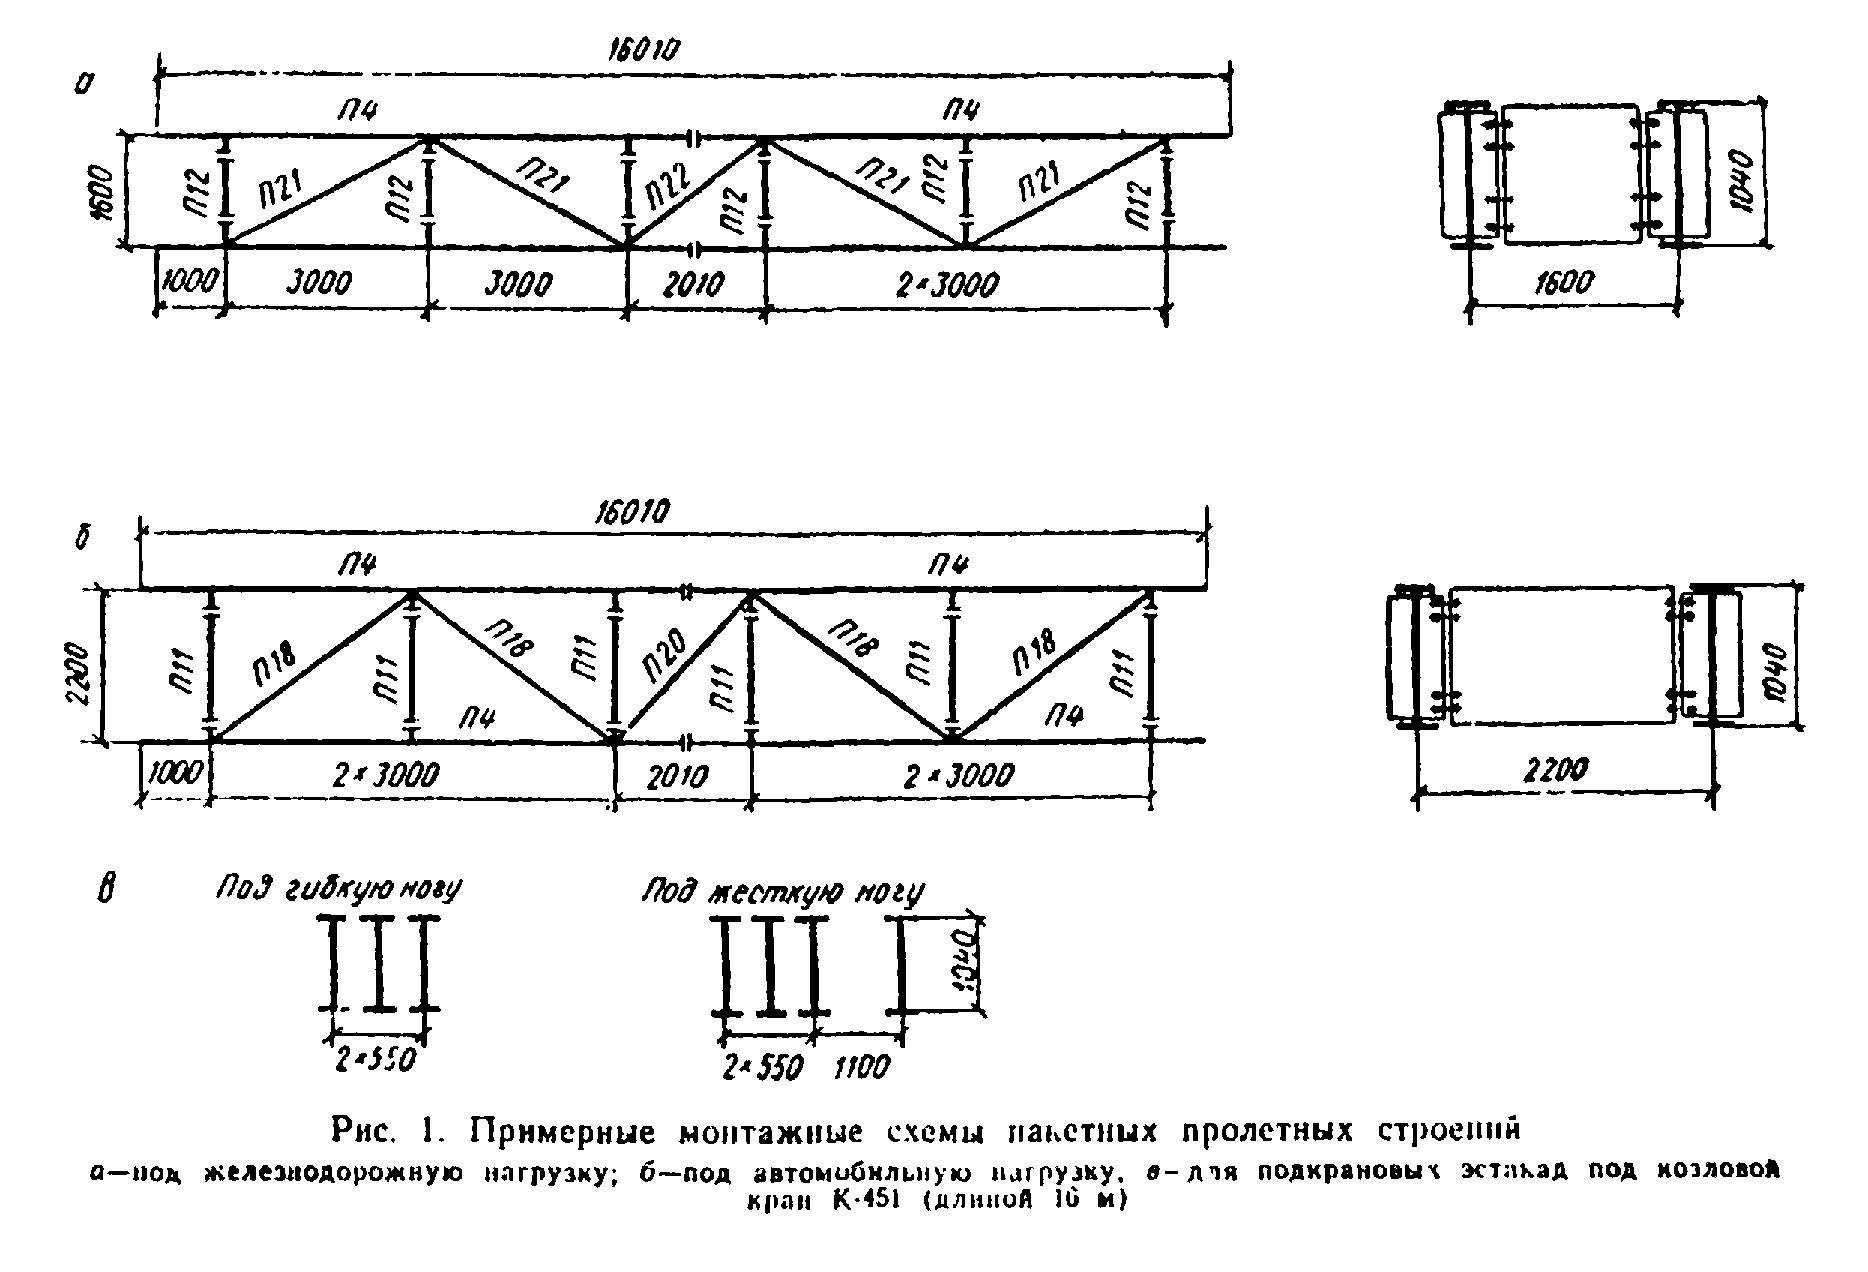 16010
а
П4 П4
1600
П12 П21 П12 П21 П22 П12 П21 П12 П21 П12
1040
1000 3000 3000 2010 2×3000
1600
16010
б
П4 П4
2200
П11 П18 П11 П18 П11 П20 П11 П18 П11 П18 П11
П4 П4
1040
1000 2×3000 2010 2×3000
2200
в Под гибкую ногу Под жесткую ногу
1040
2×550 2×550 1100
Рис. 1. Примерные монтажные схемы пакетных пролетных строений
а—под железнодорожную нагрузку; б—под автомобильную нагрузку, в-для подкрановых эстакад под козловой
кран К-451 (длиной 16 м)